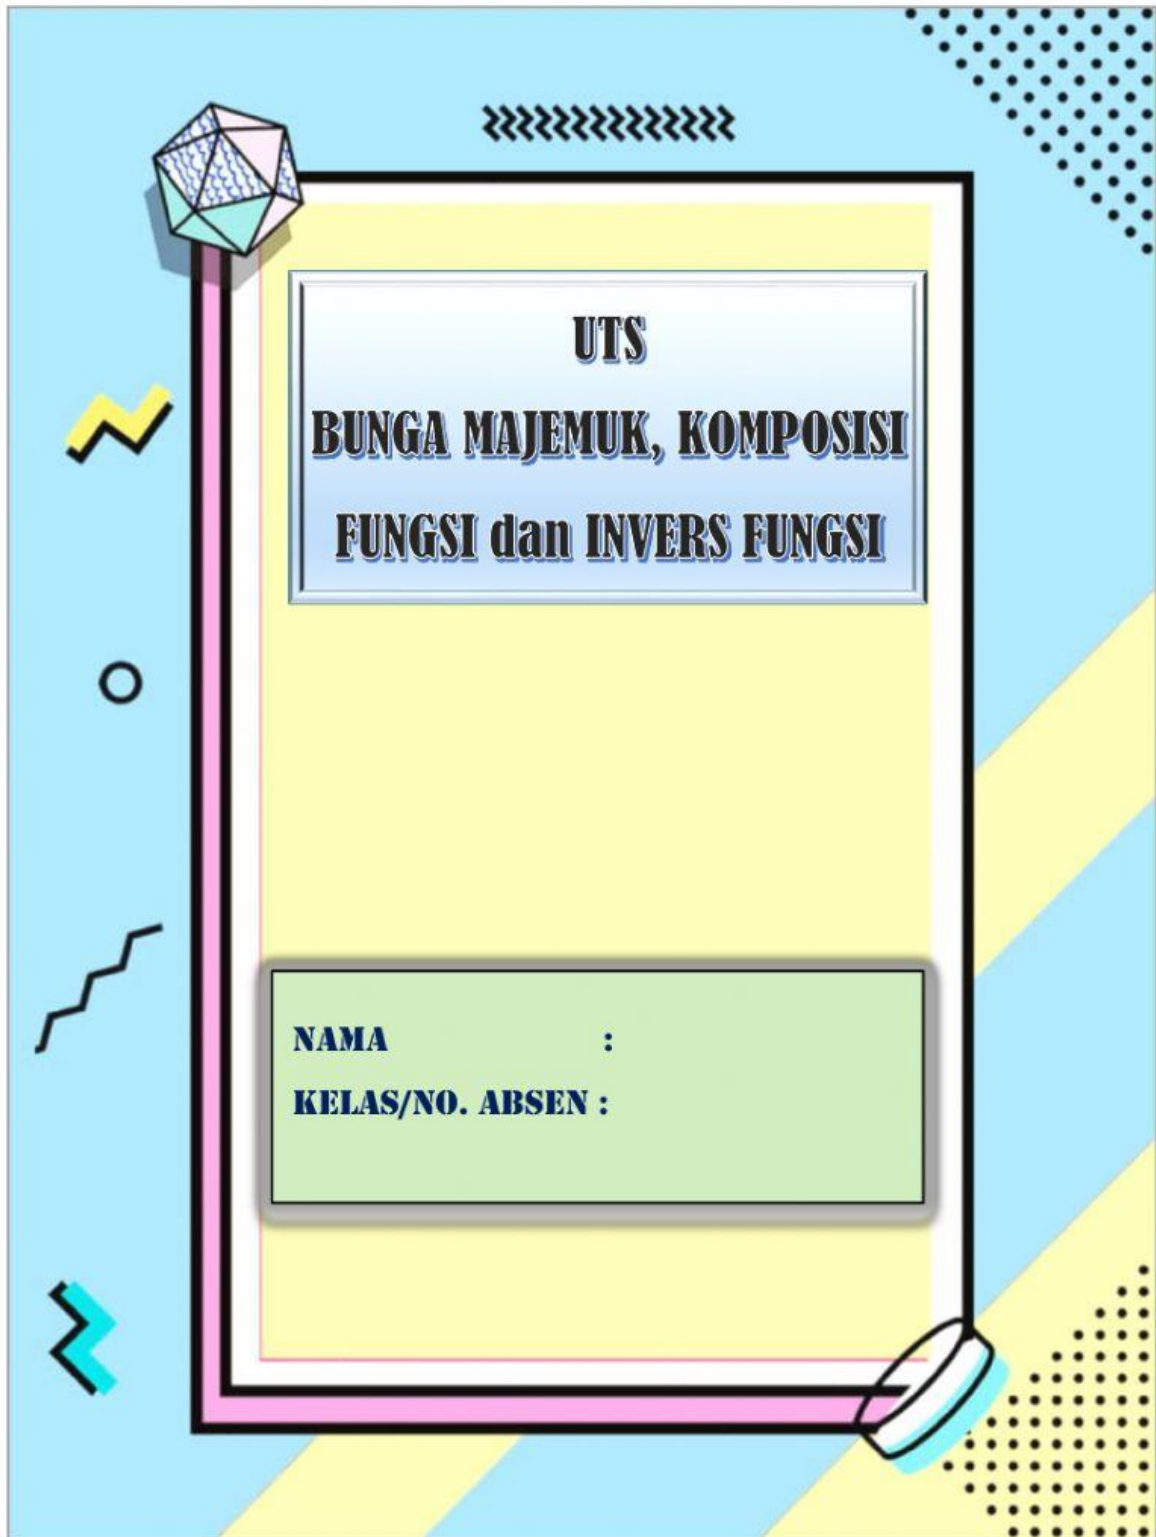 UTS
BUNGA MAJEMUK, KOMPOSISI
FUNGSI dan INVERS FUNGSI
NAMA :
KELAS/NO. ABSEN :